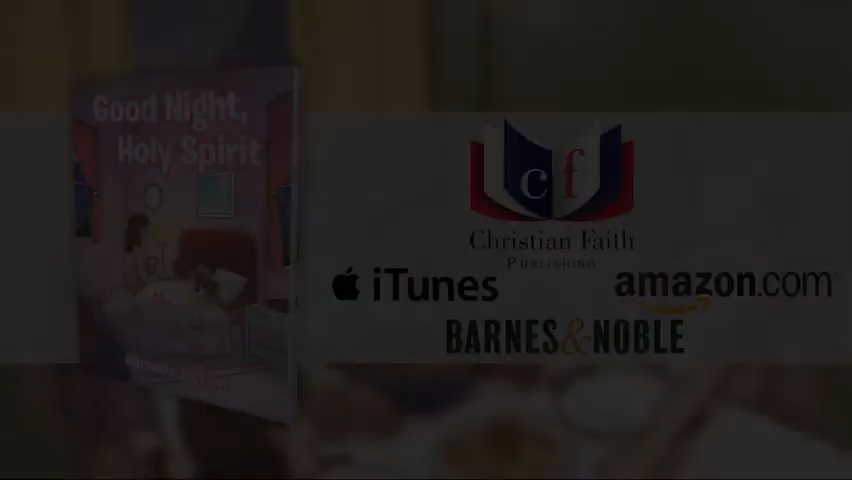 Good Night,
Holy Spirit
cf
Christian Faith
PUBLISHING
iTunes
amazon.com
BARNES&NOBLE